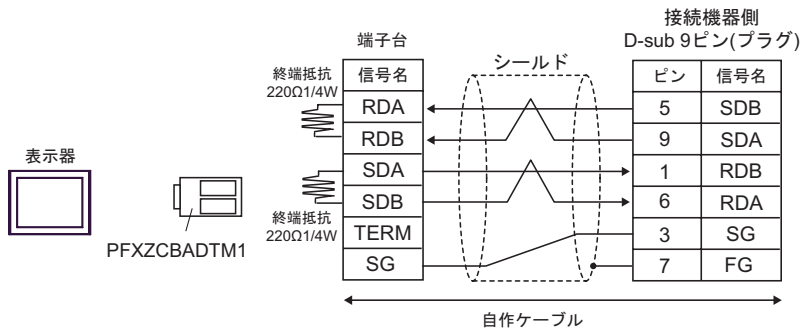 接続機器側
端子台
D-sub 9ピン(プラグ)
終端抵抗
220Ω1/4W
信号名
シールド
ピン
信号名
RDA
5
SDB
RDB
9
SDA
表示器
SDA
1
RDB
SDB
6
RDA
終端抵抗
220Ω1/4W
TERM
3
SG
PFXZCBADTM1
SG
7
FG
自作ケーブル